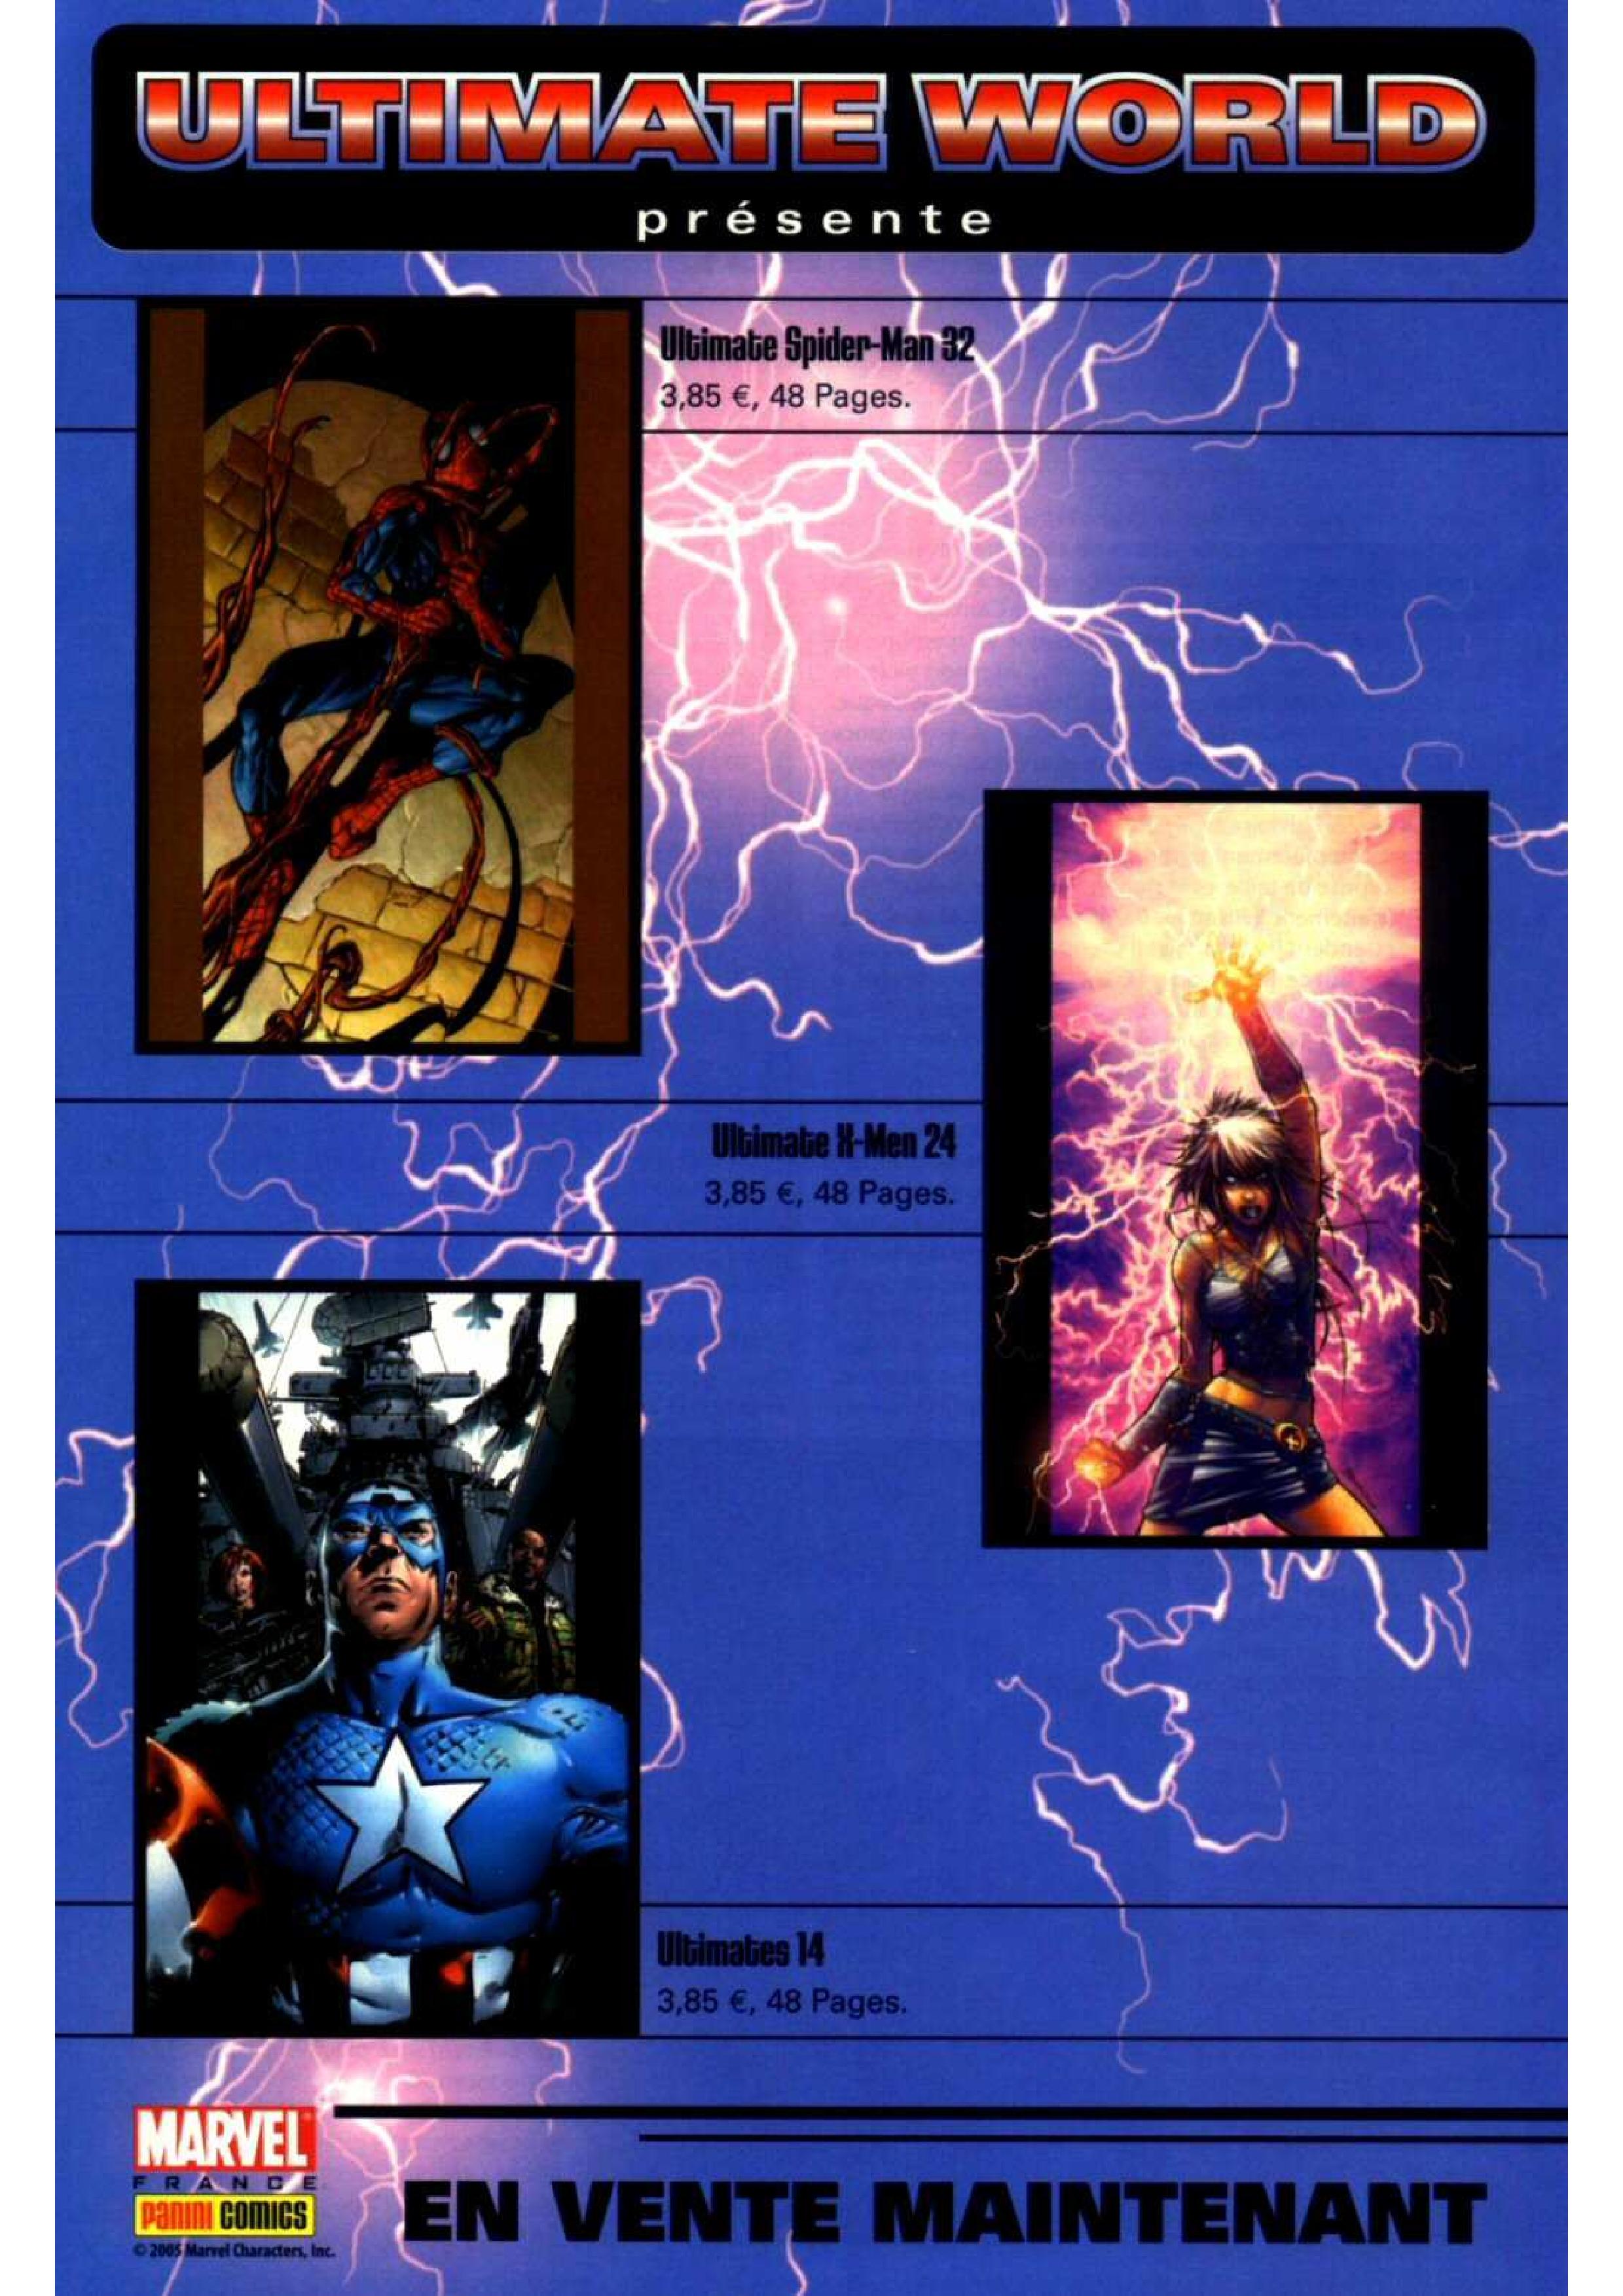 ULTIMATE WORLD
présente
Ultimate Spider-Man 32
3,85 €, 48 Pages.
Ultimate X-Men 24
3,85 €, 48 Pages.
Ultimates 14
3,85 €, 48 Pages.
MARVEL
FRANCE
PANINI COMICS
© 2005 Marvel Characters, Inc.
EN VENTE MAINTENANT